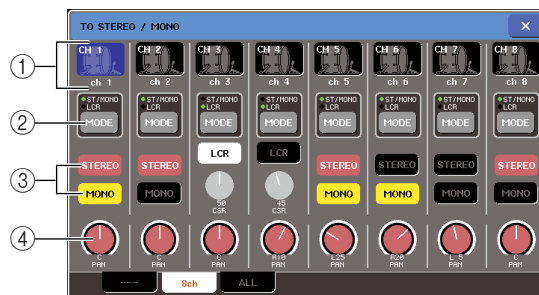 TO STEREO / MONO
CH 1 CH 2 CH 3 CH 4 CH 5 CH 6 CH 7 CH 8
1
ch 1 ch 2 ch 3 ch 4 ch 5 ch 6 ch 7 ch 8
ST/MONO ST/MONO ST/MONO ST/MONO ST/MONO ST/MONO ST/MONO ST/MONO
LCR LCR LCR LCR LCR LCR LCR LCR
2 MODE MODE MODE MODE MODE MODE MODE MODE
LCR LCR
3 STEREO STEREO STEREO STEREO STEREO STEREO
MONO MONO MONO MONO MONO MONO
50 45
CSR CSR
4
C C C R10 L25 R20 L 5 C
PAN PAN PAN PAN PAN PAN PAN PAN
--- 8ch ALL